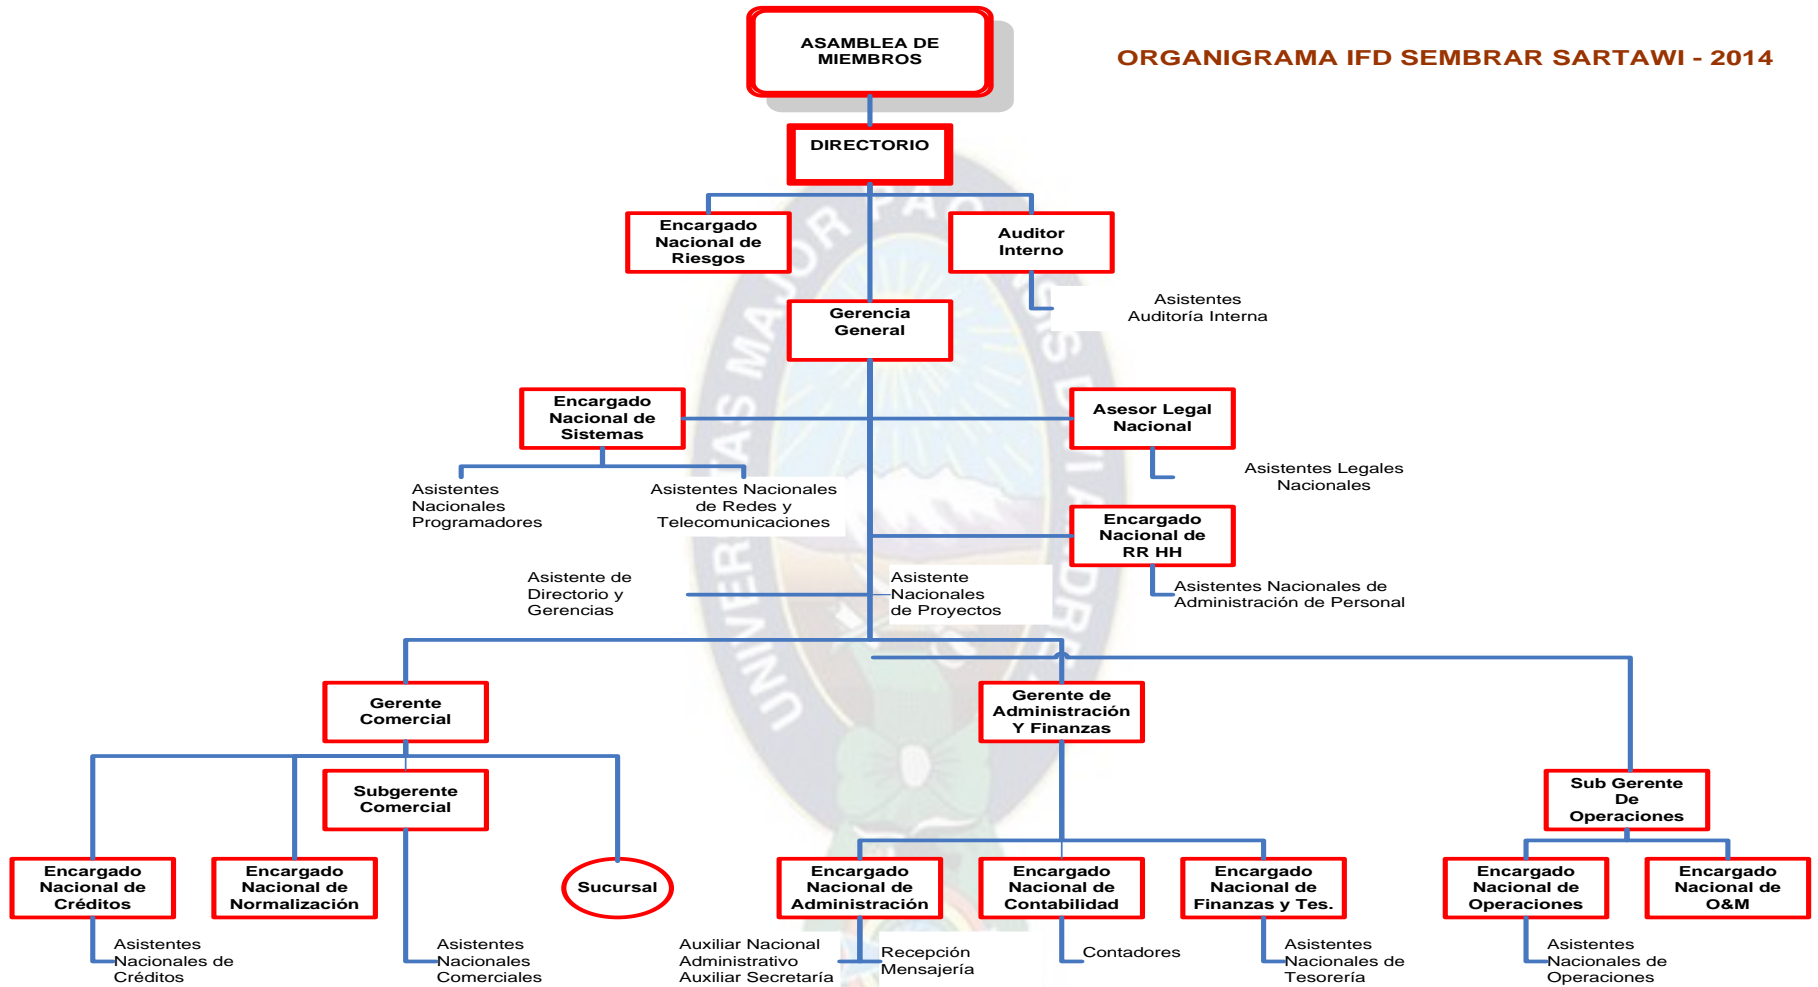 ASAMBLEA DE
MIEMBROS
ORGANIGRAMA IFD SEMBRAR SARTAWI - 2014
DIRECTORIO
Encargado
Nacional de
Riesgos
Auditor
Interno
Asistentes
Auditoría Interna
Gerencia
General
Encargado
Nacional de
Sistemas
Asesor Legal
Nacional
Asistentes
Nacionales
Programadores
Asistentes Nacionales
de Redes y
Telecomunicaciones
Asistentes Legales
Nacionales
Encargado
Nacional de
RR HH
Asistente de
Directorio y
Gerencias
Asistente
Nacionales
de Proyectos
Asistentes Nacionales de
Administración de Personal
Gerente
Comercial
Gerente de
Administración
Y Finanzas
Subgerente
Comercial
Sub Gerente
De
Operaciones
Encargado
Nacional de
Créditos
Encargado
Nacional de
Normalización
Sucursal
Encargado
Nacional de
Administración
Encargado
Nacional de
Contabilidad
Encargado
Nacional de
Finanzas y Tes.
Encargado
Nacional de
Operaciones
Encargado
Nacional de
O&M
Asistentes
Nacionales de
Créditos
Asistentes
Nacionales
Comerciales
Auxiliar Nacional
Administrativo
Auxiliar Secretaría
Recepción
Mensajería
Contadores
Asistentes
Nacionales de
Tesorería
Asistentes
Nacionales de
Operaciones
UNIVERSITAS MAJOR PACENSIS DIVI ANDREAE